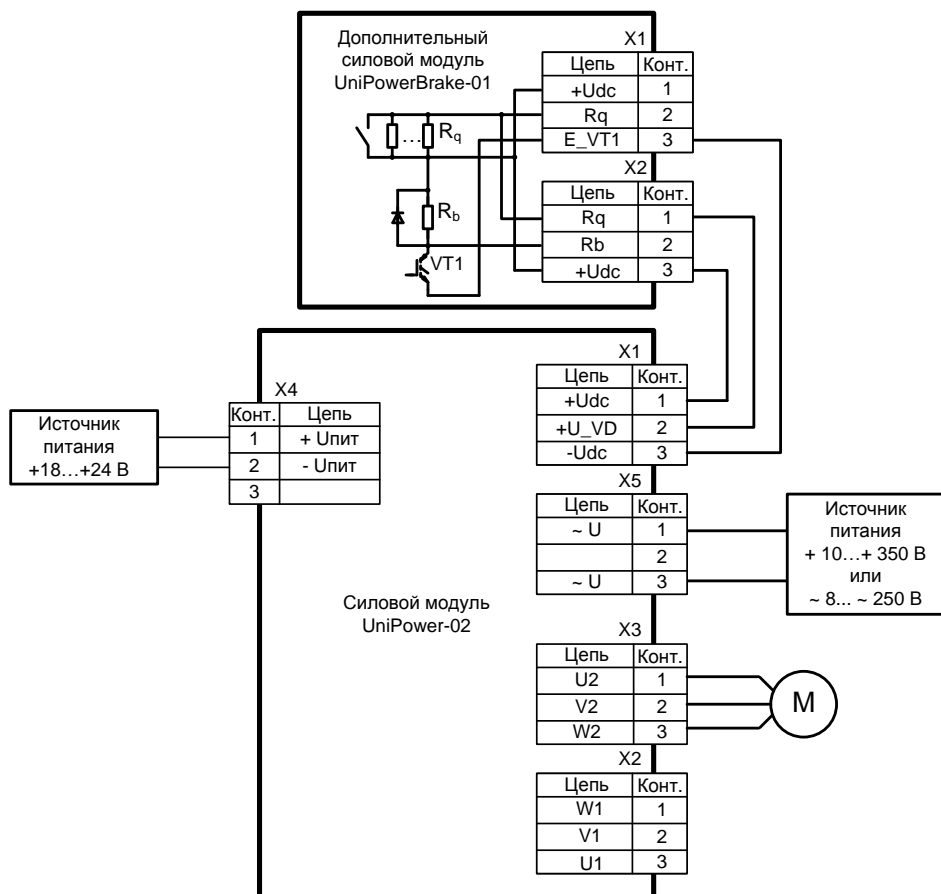 Дополнительный
силовой модуль
UniPowerBrake-01
X1
Цепь Конт.
+Udc 1
Rq 2
E_VT1 3
X2
Цепь Конт.
Rq 1
Rb 2
+Udc 3
... Rq
Rb
VT1
X1
Цепь Конт.
+Udc 1
+U_VD 2
-Udc 3
X4
Конт. Цепь
1 + Uпит
2 - Uпит
3
Источник
питания
+18...+24 В
X5
Цепь Конт.
~ U 1
2
~ U 3
Источник
питания
+ 10...+ 350 В
или
~ 8... ~ 250 В
Силовой модуль
UniPower-02
X3
Цепь Конт.
U2 1
V2 2
W2 3
M
X2
Цепь Конт.
W1 1
V1 2
U1 3